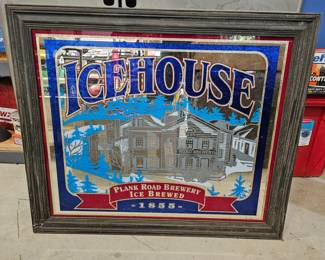 ICEHOUSE
PLANK ROAD BREWERY
ICE BREWED
- 1855 -